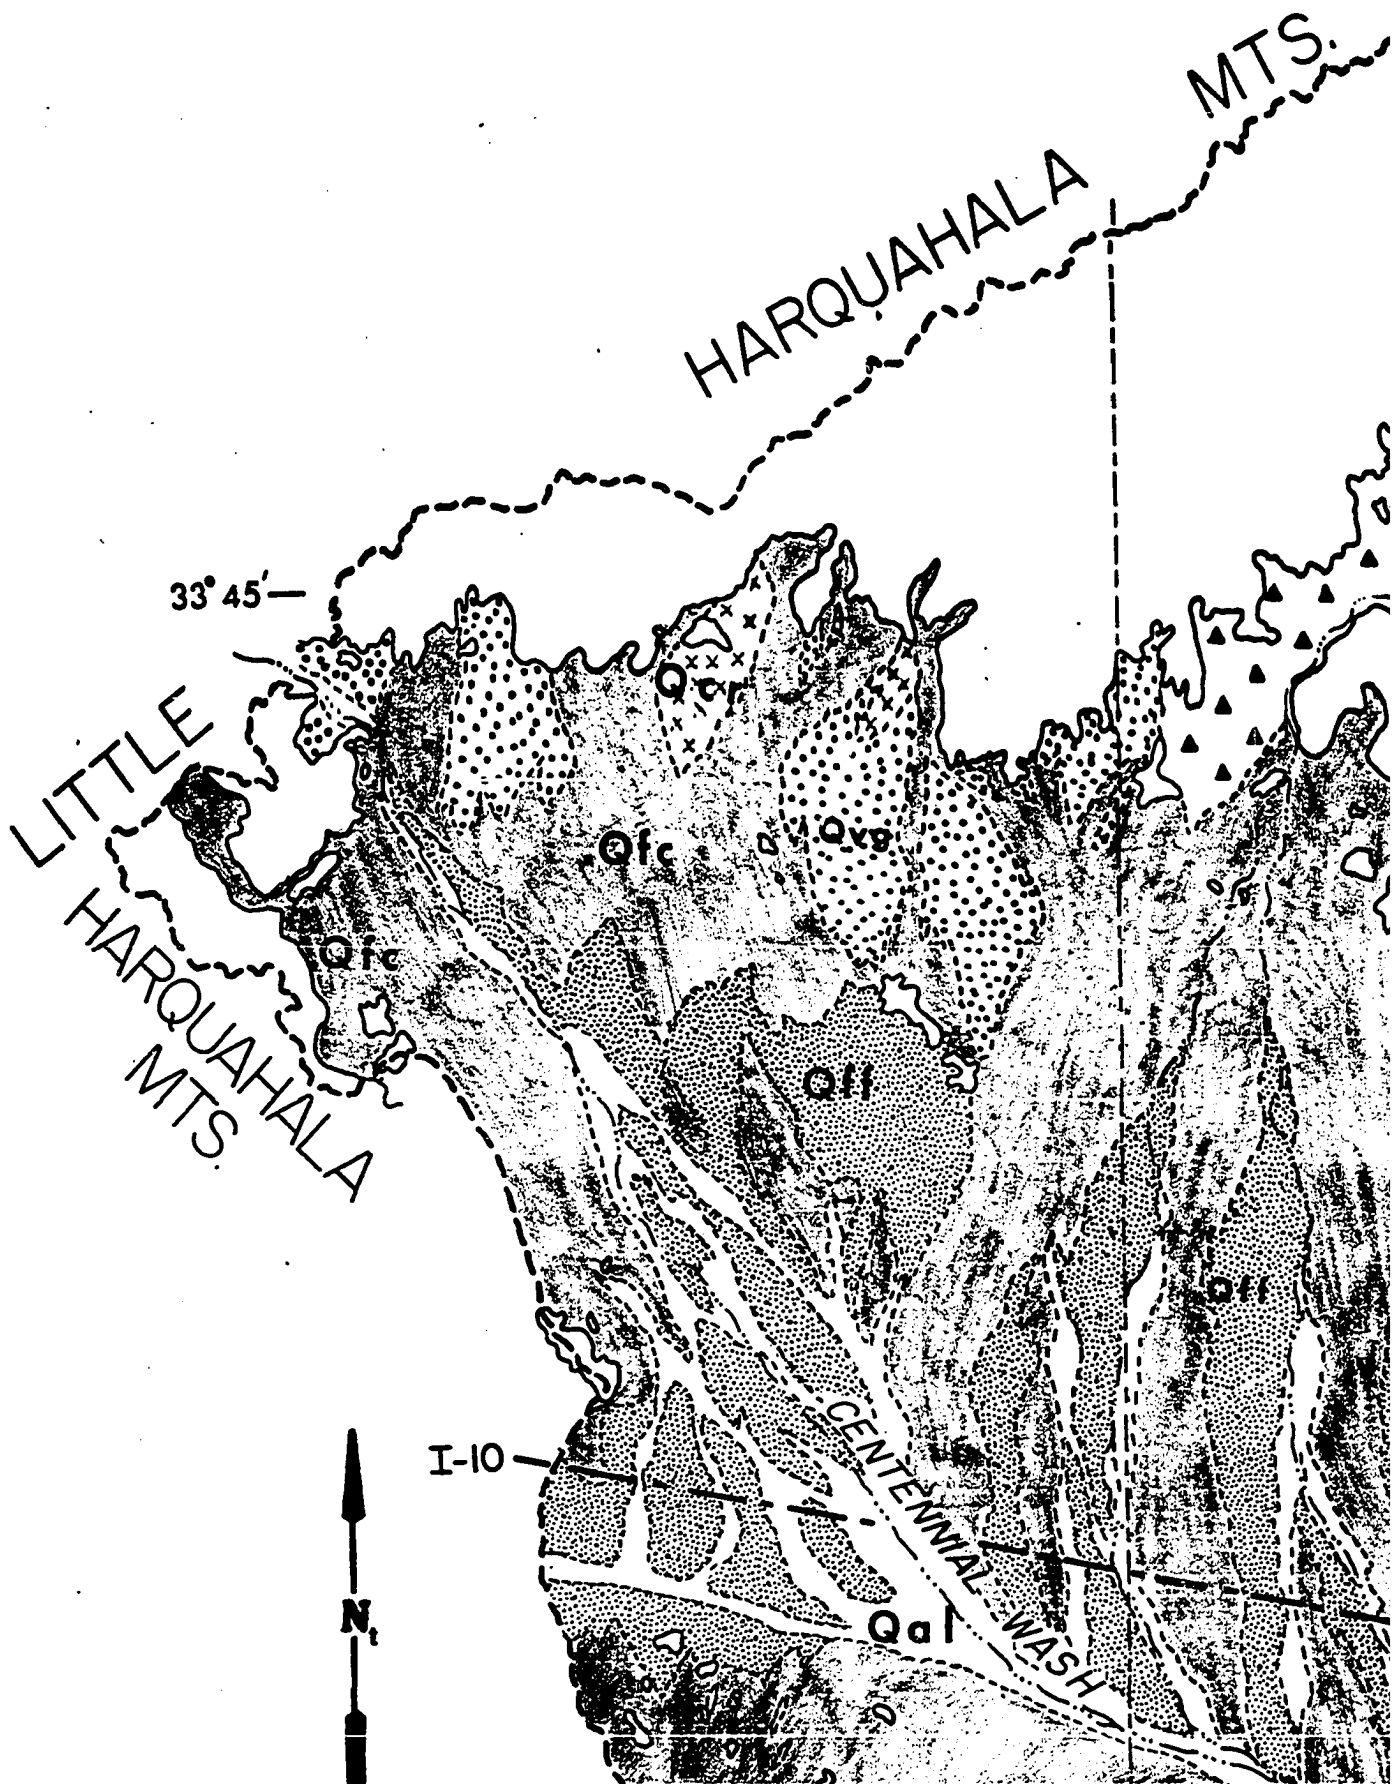 MTS.
HARQUAHALA
33° 45'
Qcr
LITTLE
HARQUAHALA
MTS.
Qfc
Qvg
Qfc
Qff
Qff
I-10
CENTENNIAL
WASH
Qal
Nt